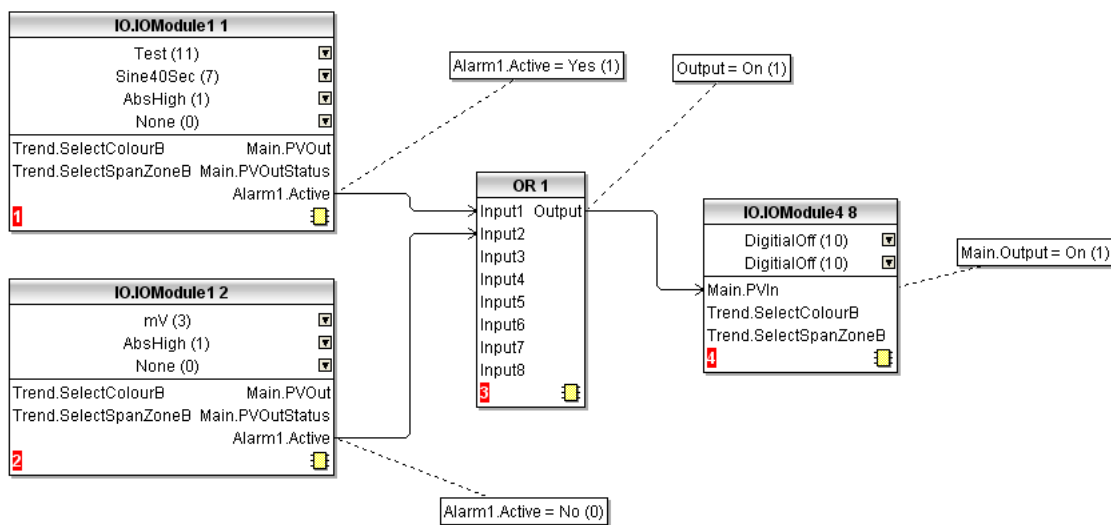 IO.IOModule1 1
Test (11)
Sine40Sec (7)
AbsHigh (1)
None (0)
Trend.SelectColourB Main.PVOut
Trend.SelectSpanZoneB Main.PVOutStatus
Alarm1.Active
1
Alarm1.Active = Yes (1)
Output = On (1)
IO.IOModule1 2
mV (3)
AbsHigh (1)
None (0)
Trend.SelectColourB Main.PVOut
Trend.SelectSpanZoneB Main.PVOutStatus
Alarm1.Active
2
Alarm1.Active = No (0)
OR 1
Input1 Output
Input2
Input3
Input4
Input5
Input6
Input7
Input8
3
IO.IOModule4 8
DigitialOff (10)
DigitialOff (10)
Main.PVIn
Trend.SelectColourB
Trend.SelectSpanZoneB
4
Main.Output = On (1)